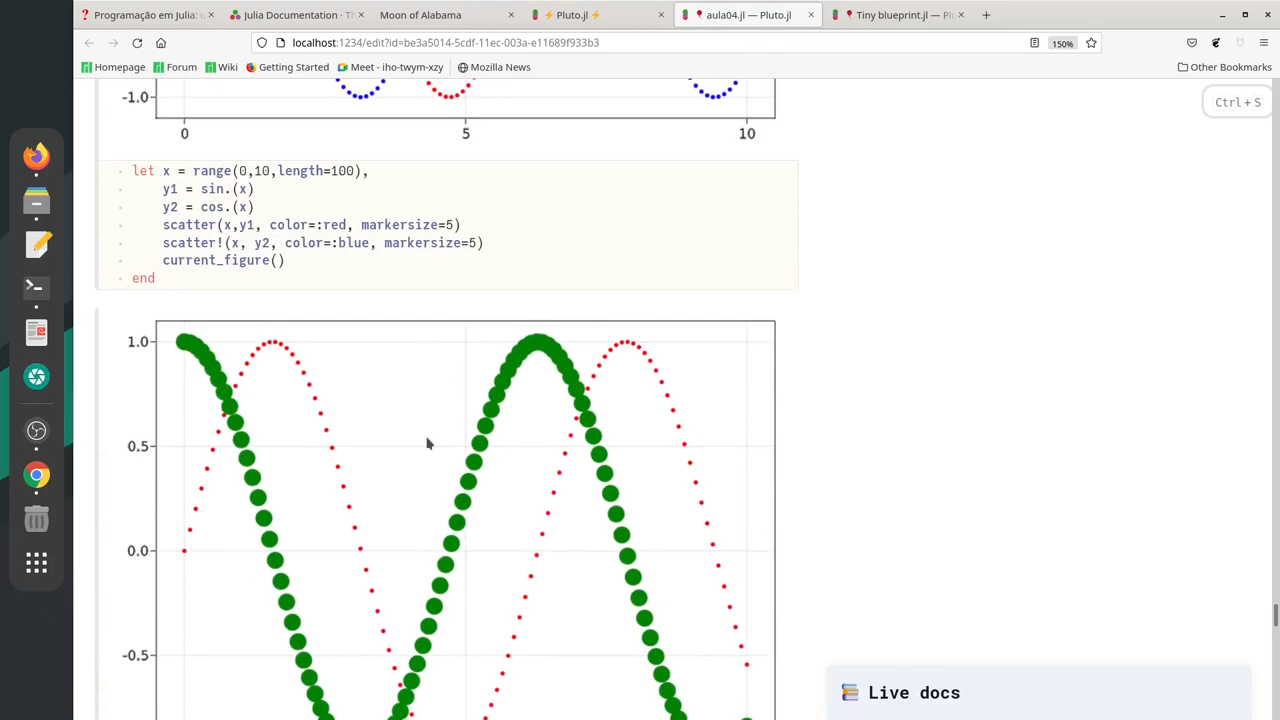 Programação em Julia: u
Julia Documentation · Th
Moon of Alabama
⚡ Pluto.jl ⚡
aula04.jl — Pluto.jl
Tiny blueprint.jl — Plu
localhost:1234/edit?id=be3a5014-5cdf-11ec-003a-e11689f933b3
150%
Homepage
Forum
Wiki
Getting Started
Meet - iho-twym-xzy
Mozilla News
Other Bookmarks
Ctrl + S
-1.0
0
5
10
let x = range(0,10,length=100),
y1 = sin.(x)
y2 = cos.(x)
scatter(x,y1, color=:red, markersize=5)
scatter!(x, y2, color=:blue, markersize=5)
current_figure()
end
1.0
0.5
0.0
-0.5
Live docs